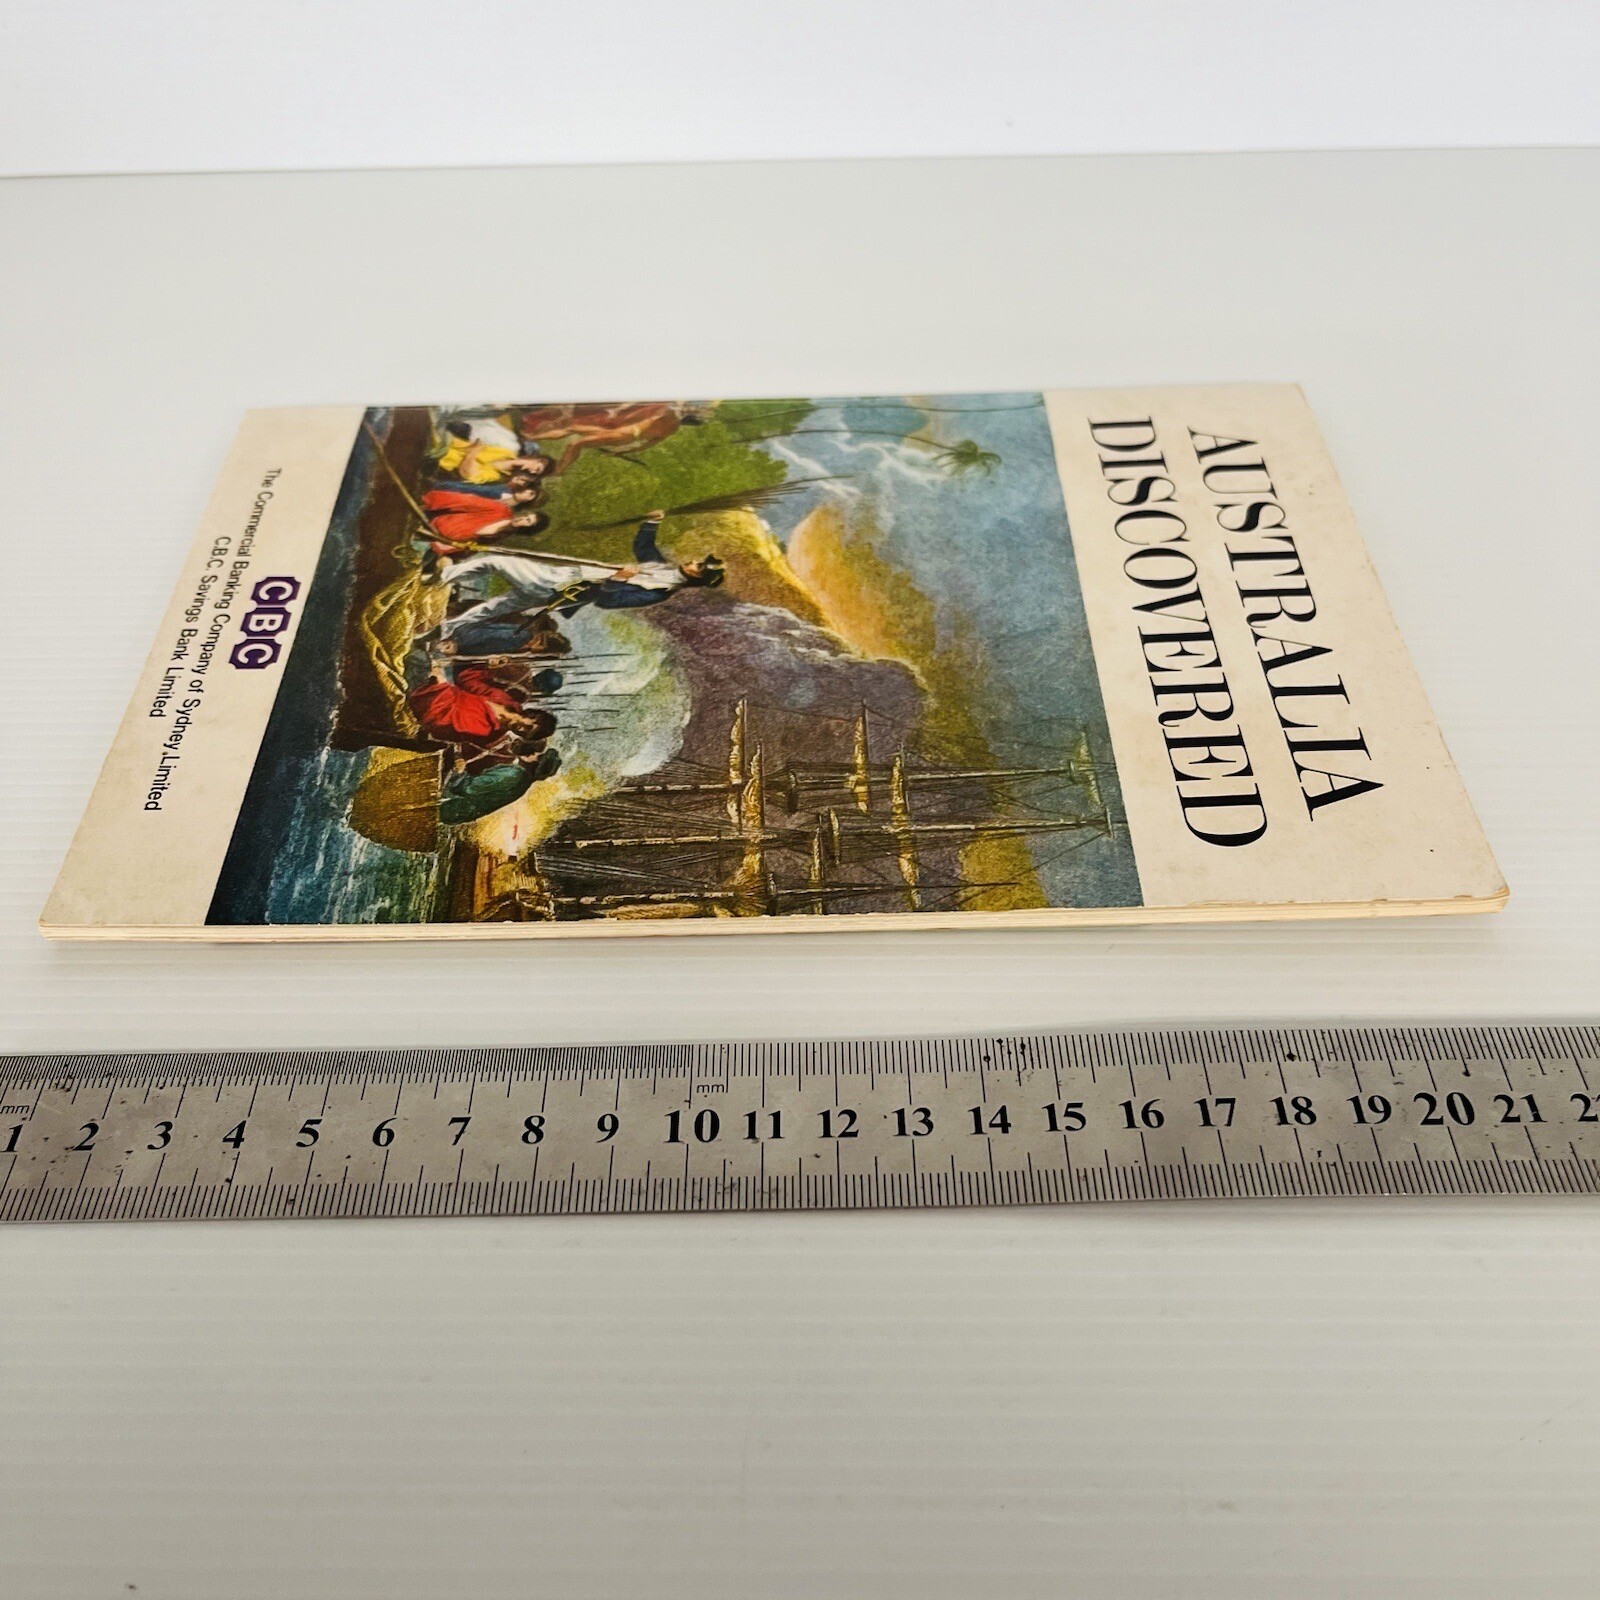 AUSTRALIA
DISCOVERED
CBC
The Commercial Banking Company of Sydney Limited
C.B.C. Savings Bank Limited
mm
mm
1 2 3 4 5 6 7 8 9 10 11 12 13 14 15 16 17 18 19 20 21